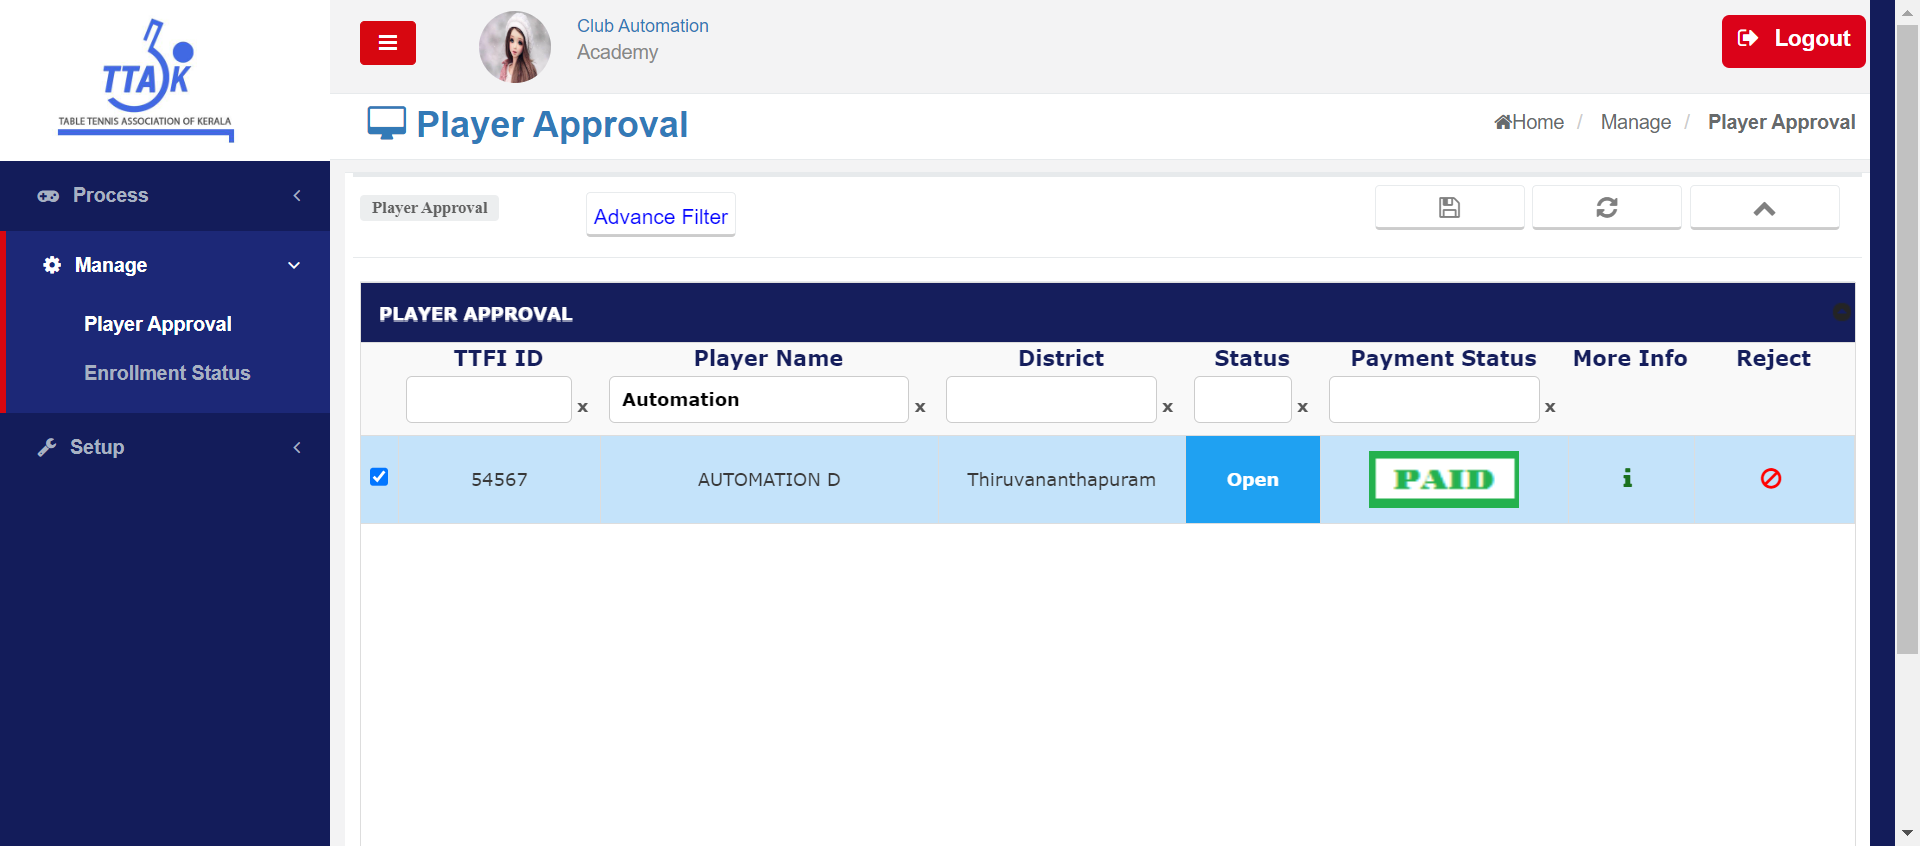 TTASK
TABLE TENNIS ASSOCIATION OF KERALA
Process
Manage
Player Approval
Enrollment Status
Setup
Club Automation
Academy
Logout
Player Approval
Home / Manage / Player Approval
Player Approval
Advance Filter
PLAYER APPROVAL
TTFI ID Player Name District Status Payment Status More Info Reject
x Automation x x x x
54567 AUTOMATION D Thiruvananthapuram Open PAID